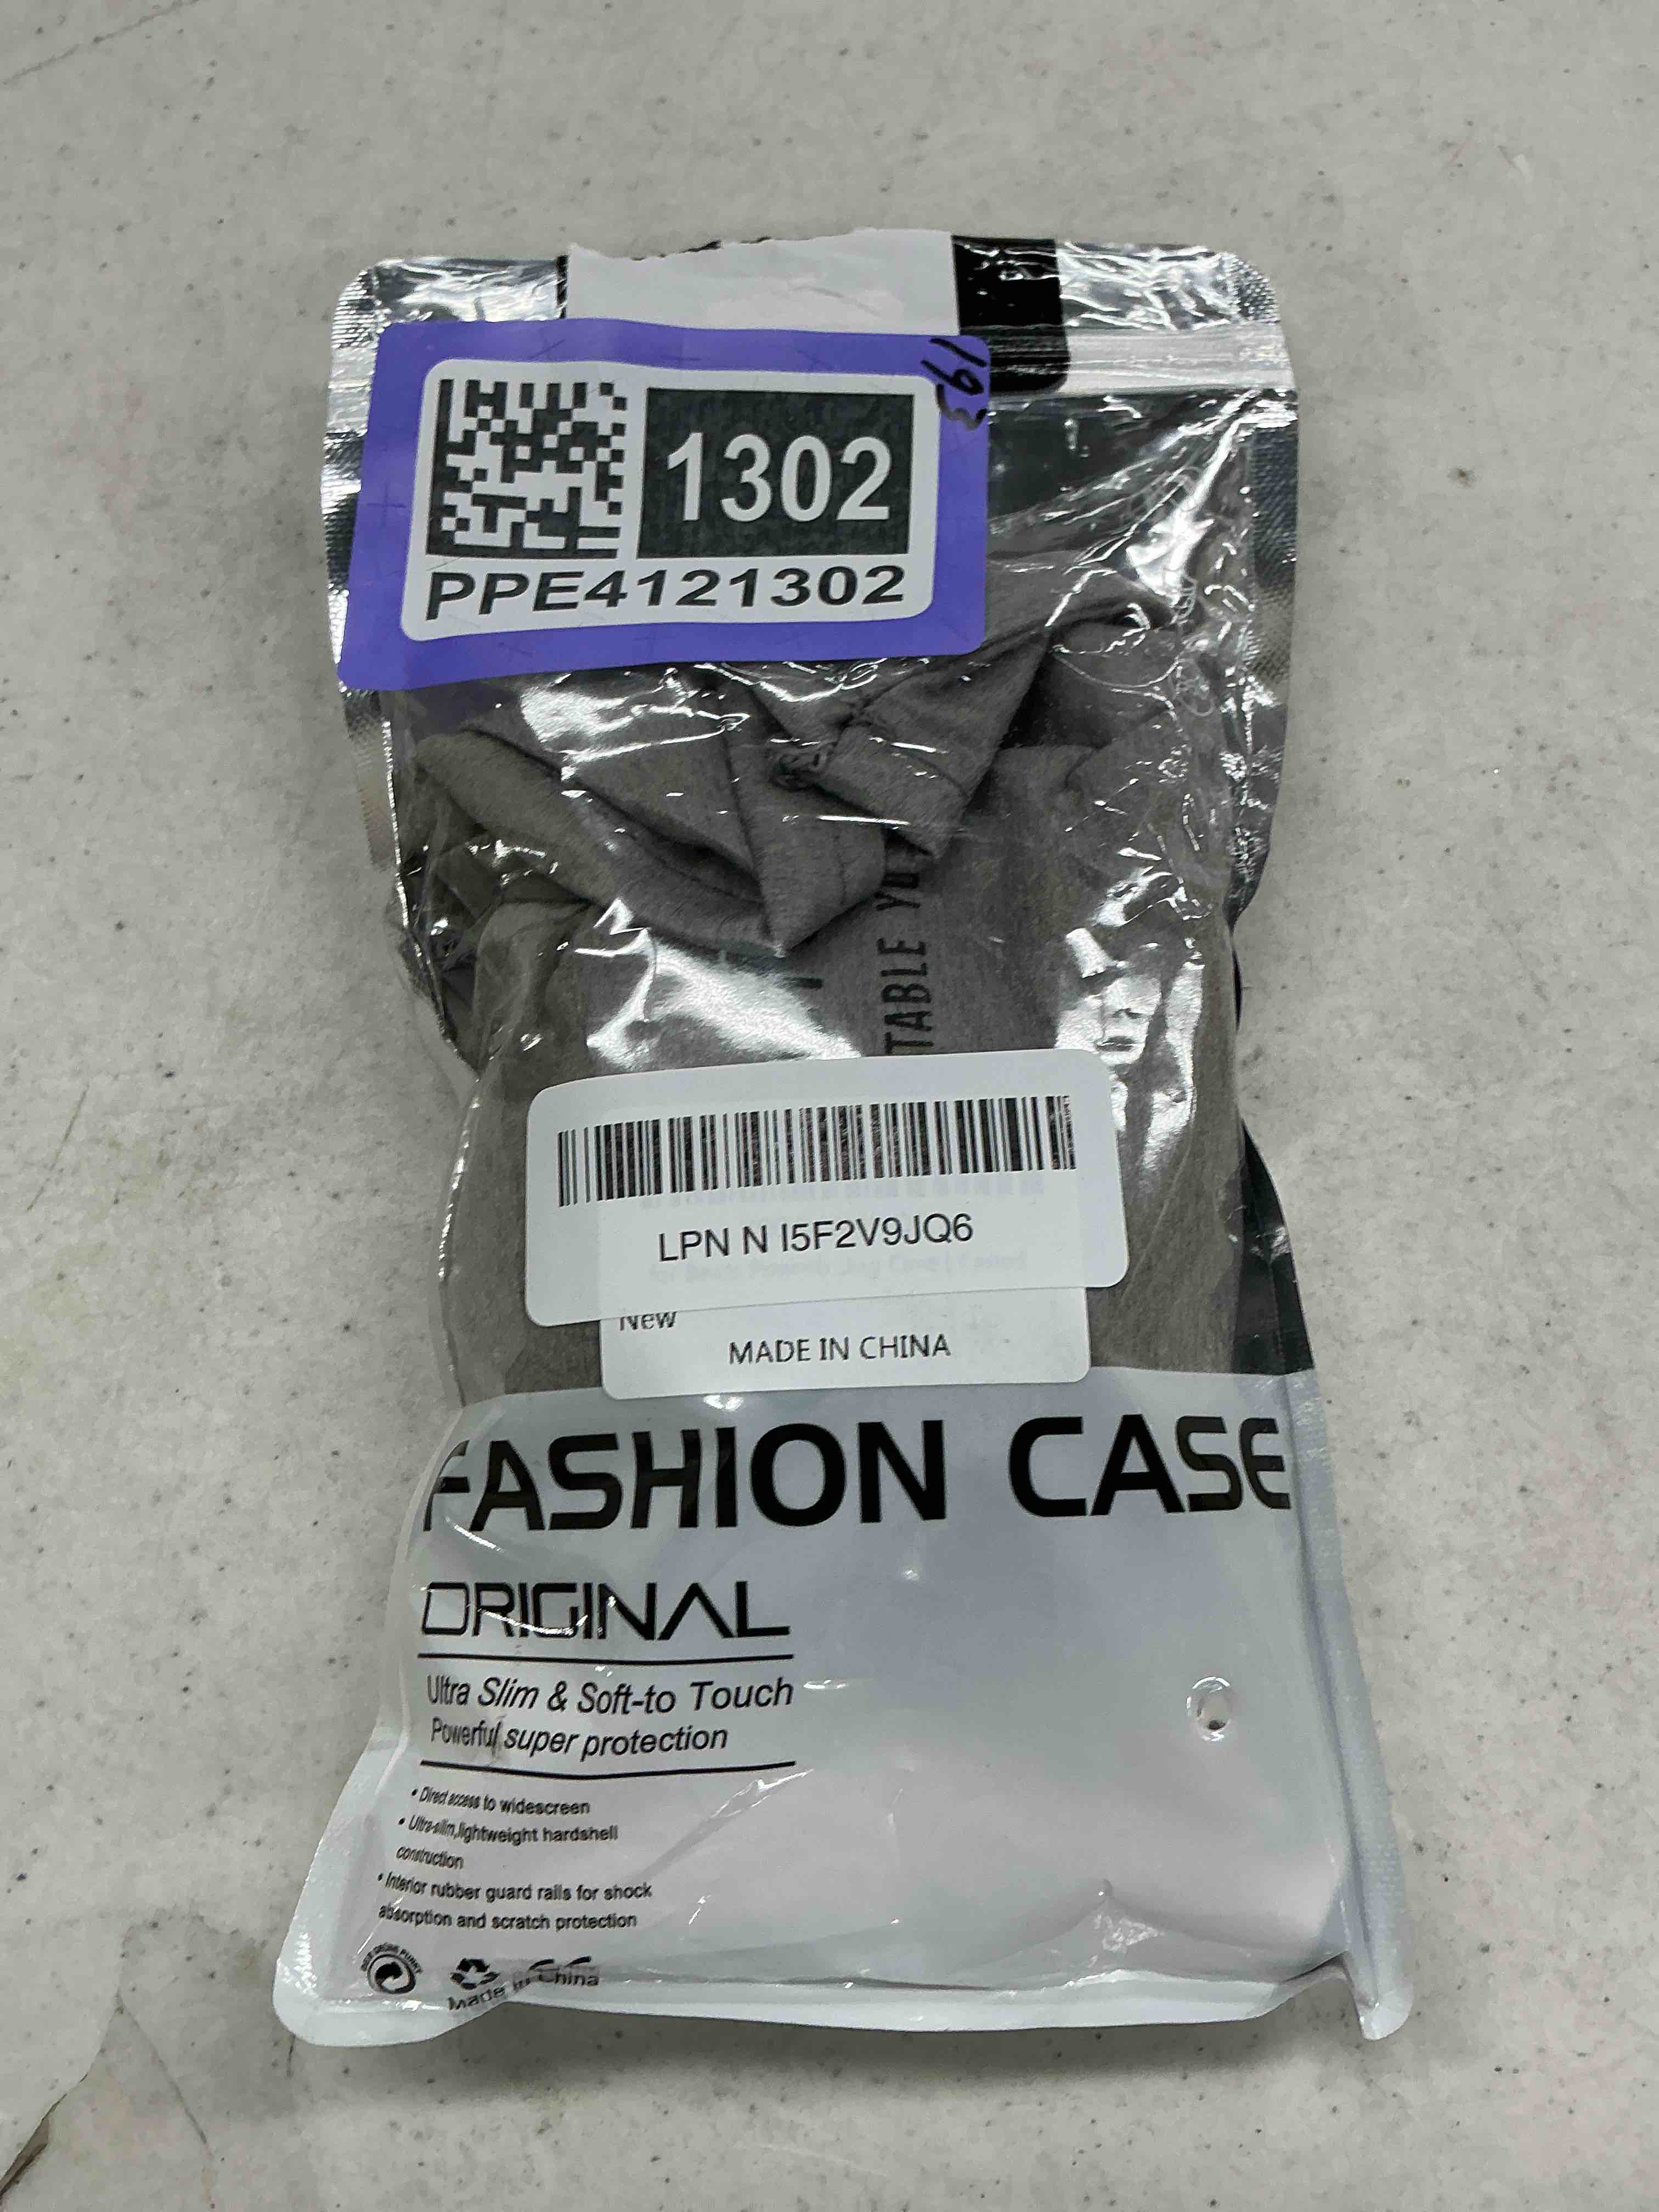 193
1302
PPE4121302
TABLE YO
LPN N I5F2V9JQ6
New
MADE IN CHINA
FASHION CASE
ORIGINAL
Ultra Slim & Soft-to Touch
Powerful super protection
• Direct access to widescreen
• Ultra-slim,lightweight hardshell
construction
• Interior rubber guard rails for shock
absorption and scratch protection
Made in China